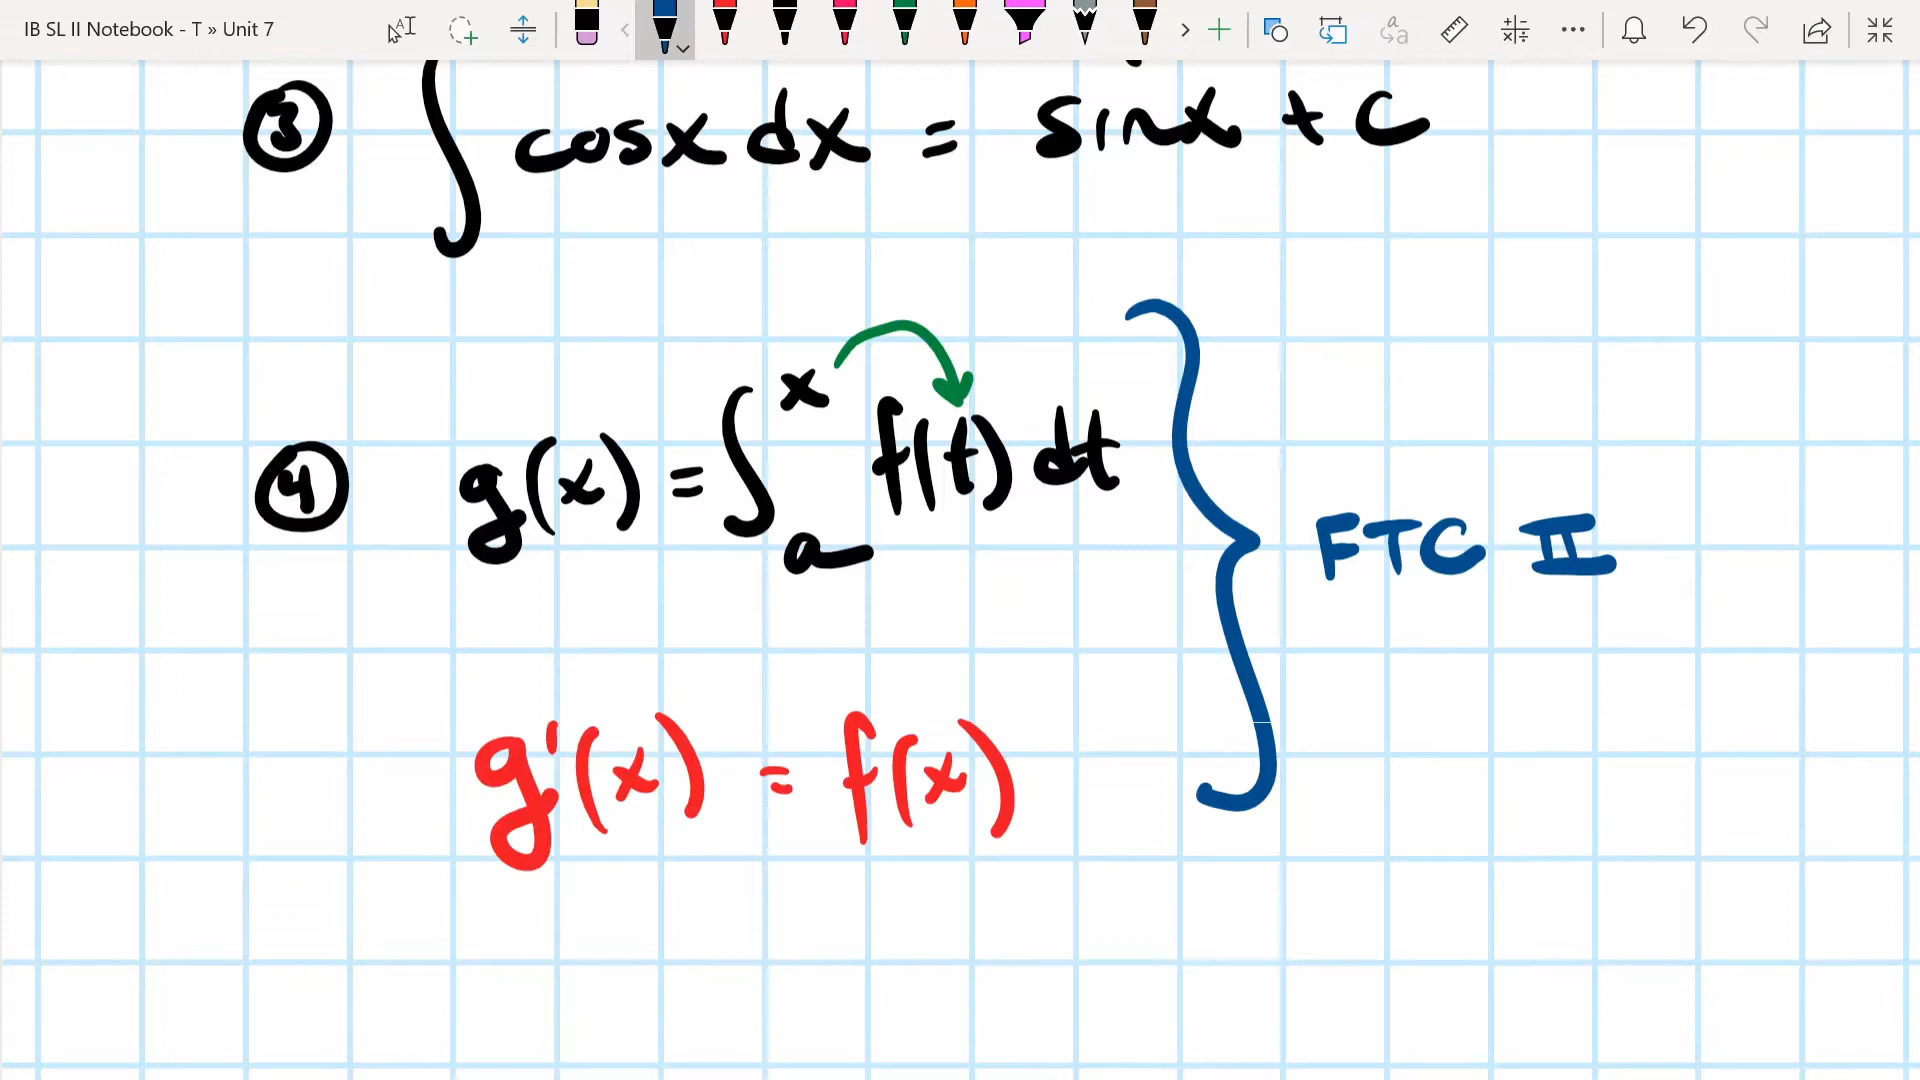 IB SL II Notebook - T » Unit 7
③ ∫ cosx dx = sinx + C
④ g(x) = ∫ₐˣ f(t) dt
FTC II
g'(x) = f(x)